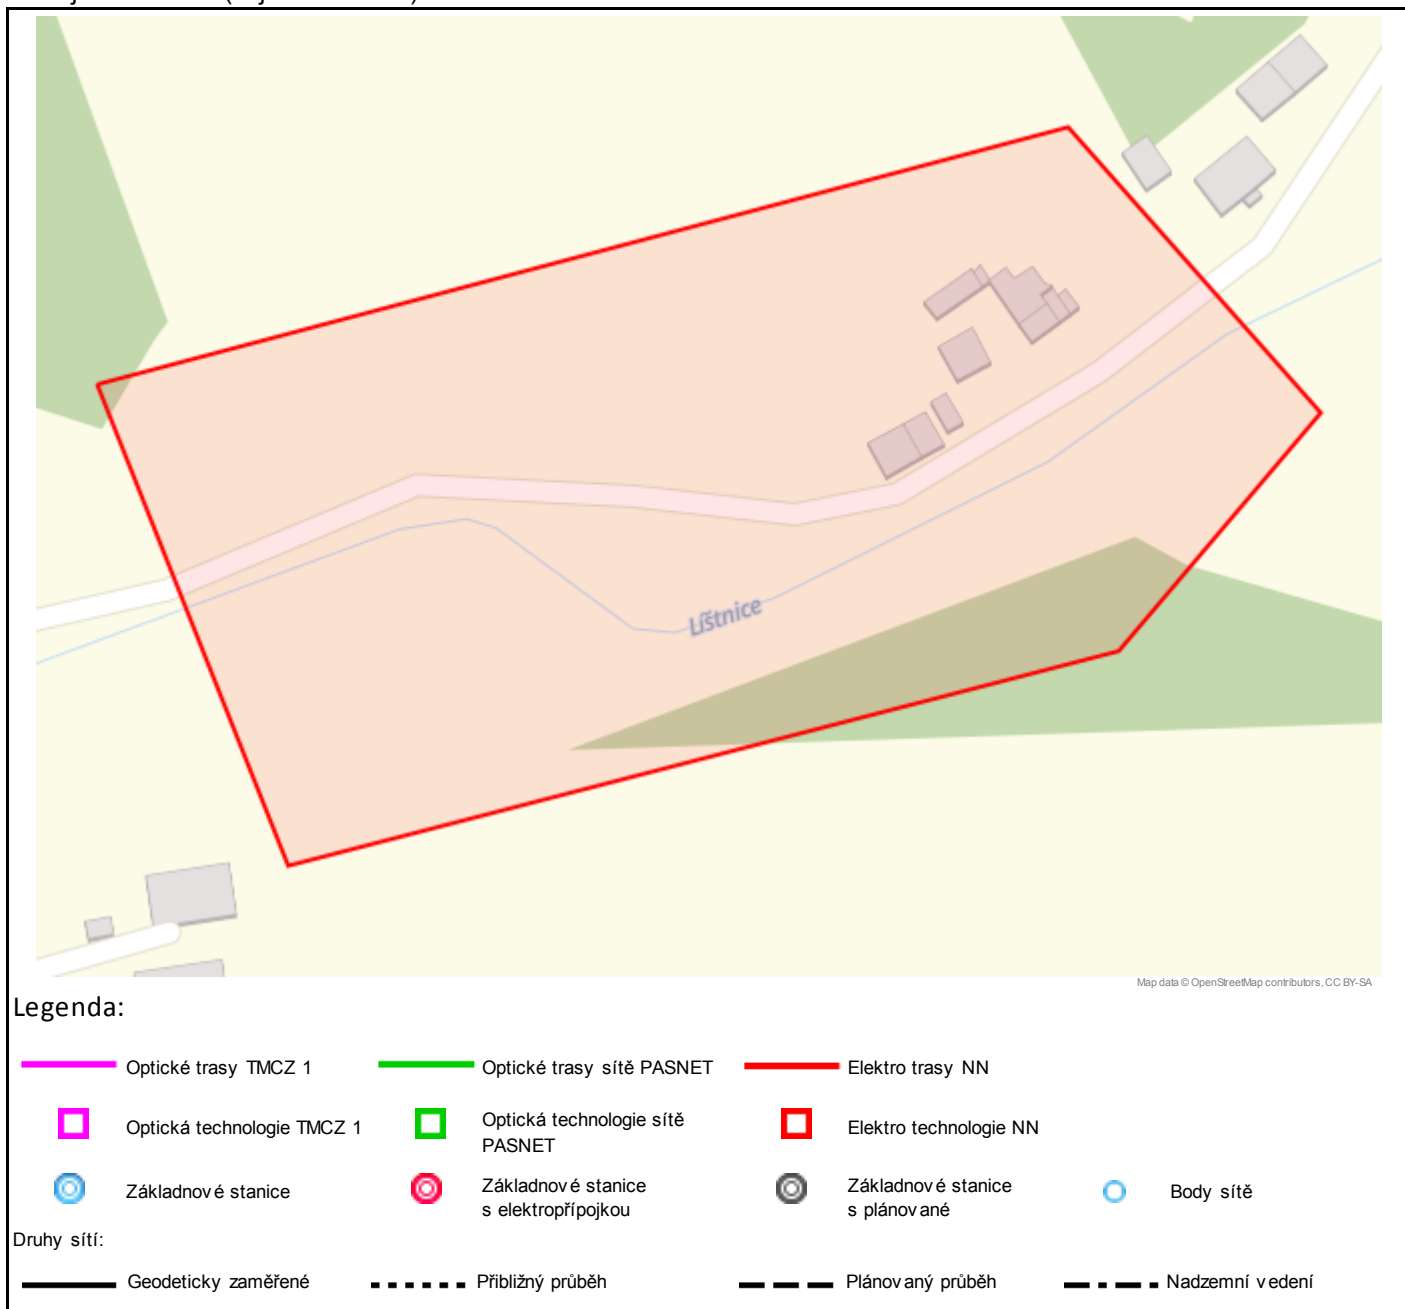 Líštnice
Map data © OpenStreetMap contributors, CC BY-SA
Legenda:
Optické trasy TMCZ 1
Optické trasy sítě PASNET
Elektro trasy NN
Optická technologie TMCZ 1
Optická technologie sítě
PASNET
Elektro technologie NN
Základnové stanice
Základnové stanice
s elektropřípojkou
Základnové stanice
s plánované
Body sítě
Druhy sítí:
Geodeticky zaměřené
Přibližný průběh
Plánovaný průběh
Nadzemní vedení